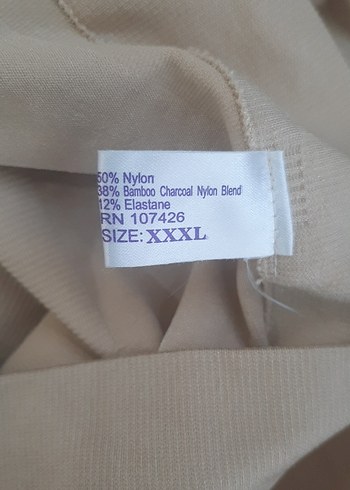 50% Nylon
38% Bamboo Charcoal Nylon Blend
12% Elastane
RN 107426
SIZE: XXXL